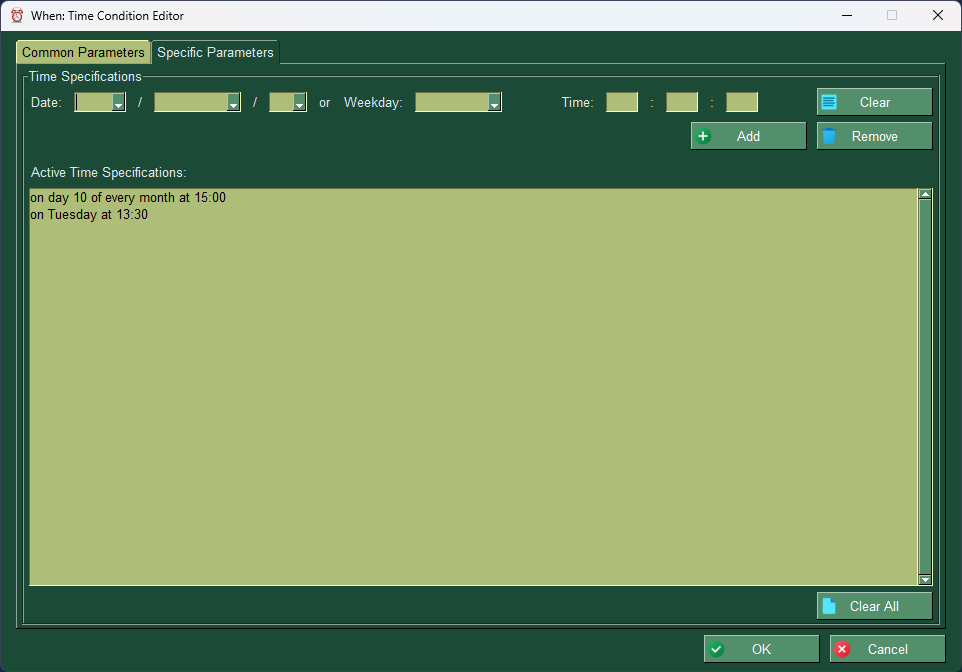 When: Time Condition Editor
Common Parameters Specific Parameters
Time Specifications
Date: / / or Weekday: Time: : : Clear
Add Remove
Active Time Specifications:
on day 10 of every month at 15:00
on Tuesday at 13:30
Clear All
OK Cancel